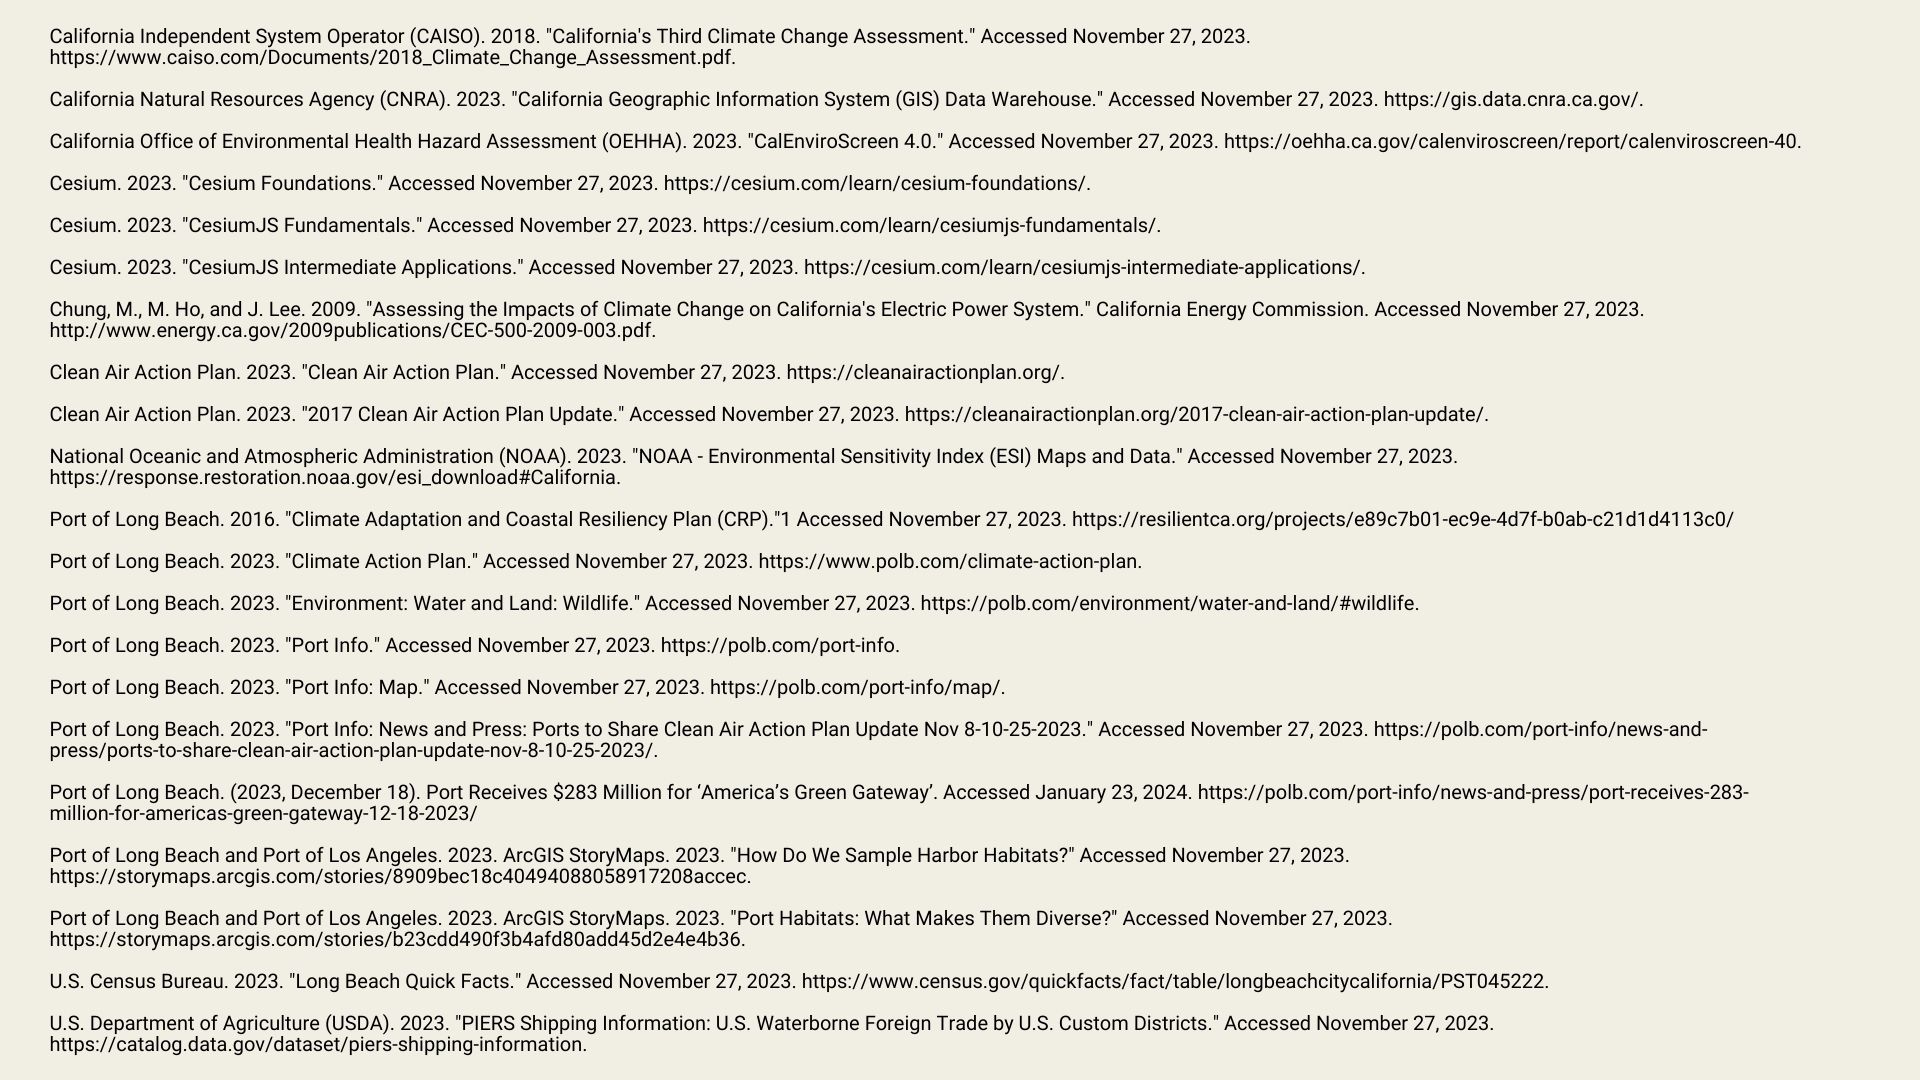 California Independent System Operator (CAISO). 2018. "California's Third Climate Change Assessment." Accessed November 27, 2023.
https://www.caiso.com/Documents/2018_Climate_Change_Assessment.pdf.
California Natural Resources Agency (CNRA). 2023. "California Geographic Information System (GIS) Data Warehouse." Accessed November 27, 2023. https://gis.data.cnra.ca.gov/.
California Office of Environmental Health Hazard Assessment (OEHHA). 2023. "CalEnviroScreen 4.0." Accessed November 27, 2023. https://oehha.ca.gov/calenviroscreen/report/calenviroscreen-40.
Cesium. 2023. "Cesium Foundations." Accessed November 27, 2023. https://cesium.com/learn/cesium-foundations/.
Cesium. 2023. "CesiumJS Fundamentals." Accessed November 27, 2023. https://cesium.com/learn/cesiumjs-fundamentals/.
Cesium. 2023. "CesiumJS Intermediate Applications." Accessed November 27, 2023. https://cesium.com/learn/cesiumjs-intermediate-applications/.
Chung, M., M. Ho, and J. Lee. 2009. "Assessing the Impacts of Climate Change on California's Electric Power System." California Energy Commission. Accessed November 27, 2023.
http://www.energy.ca.gov/2009publications/CEC-500-2009-003.pdf.
Clean Air Action Plan. 2023. "Clean Air Action Plan." Accessed November 27, 2023. https://cleanairactionplan.org/.
Clean Air Action Plan. 2023. "2017 Clean Air Action Plan Update." Accessed November 27, 2023. https://cleanairactionplan.org/2017-clean-air-action-plan-update/.
National Oceanic and Atmospheric Administration (NOAA). 2023. "NOAA - Environmental Sensitivity Index (ESI) Maps and Data." Accessed November 27, 2023.
https://response.restoration.noaa.gov/esi_download#California.
Port of Long Beach. 2016. "Climate Adaptation and Coastal Resiliency Plan (CRP)."1 Accessed November 27, 2023. https://resilientca.org/projects/e89c7b01-ec9e-4d7f-b0ab-c21d1d4113c0/
Port of Long Beach. 2023. "Climate Action Plan." Accessed November 27, 2023. https://www.polb.com/climate-action-plan.
Port of Long Beach. 2023. "Environment: Water and Land: Wildlife." Accessed November 27, 2023. https://polb.com/environment/water-and-land/#wildlife.
Port of Long Beach. 2023. "Port Info." Accessed November 27, 2023. https://polb.com/port-info.
Port of Long Beach. 2023. "Port Info: Map." Accessed November 27, 2023. https://polb.com/port-info/map/.
Port of Long Beach. 2023. "Port Info: News and Press: Ports to Share Clean Air Action Plan Update Nov 8-10-25-2023." Accessed November 27, 2023. https://polb.com/port-info/news-and-
press/ports-to-share-clean-air-action-plan-update-nov-8-10-25-2023/.
Port of Long Beach. (2023, December 18). Port Receives $283 Million for ‘America’s Green Gateway’. Accessed January 23, 2024. https://polb.com/port-info/news-and-press/port-receives-283-
million-for-americas-green-gateway-12-18-2023/
Port of Long Beach and Port of Los Angeles. 2023. ArcGIS StoryMaps. 2023. "How Do We Sample Harbor Habitats?" Accessed November 27, 2023.
https://storymaps.arcgis.com/stories/8909bec18c40494088058917208accec.
Port of Long Beach and Port of Los Angeles. 2023. ArcGIS StoryMaps. 2023. "Port Habitats: What Makes Them Diverse?" Accessed November 27, 2023.
https://storymaps.arcgis.com/stories/b23cdd490f3b4afd80add45d2e4e4b36.
U.S. Census Bureau. 2023. "Long Beach Quick Facts." Accessed November 27, 2023. https://www.census.gov/quickfacts/fact/table/longbeachcitycalifornia/PST045222.
U.S. Department of Agriculture (USDA). 2023. "PIERS Shipping Information: U.S. Waterborne Foreign Trade by U.S. Custom Districts." Accessed November 27, 2023.
https://catalog.data.gov/dataset/piers-shipping-information.